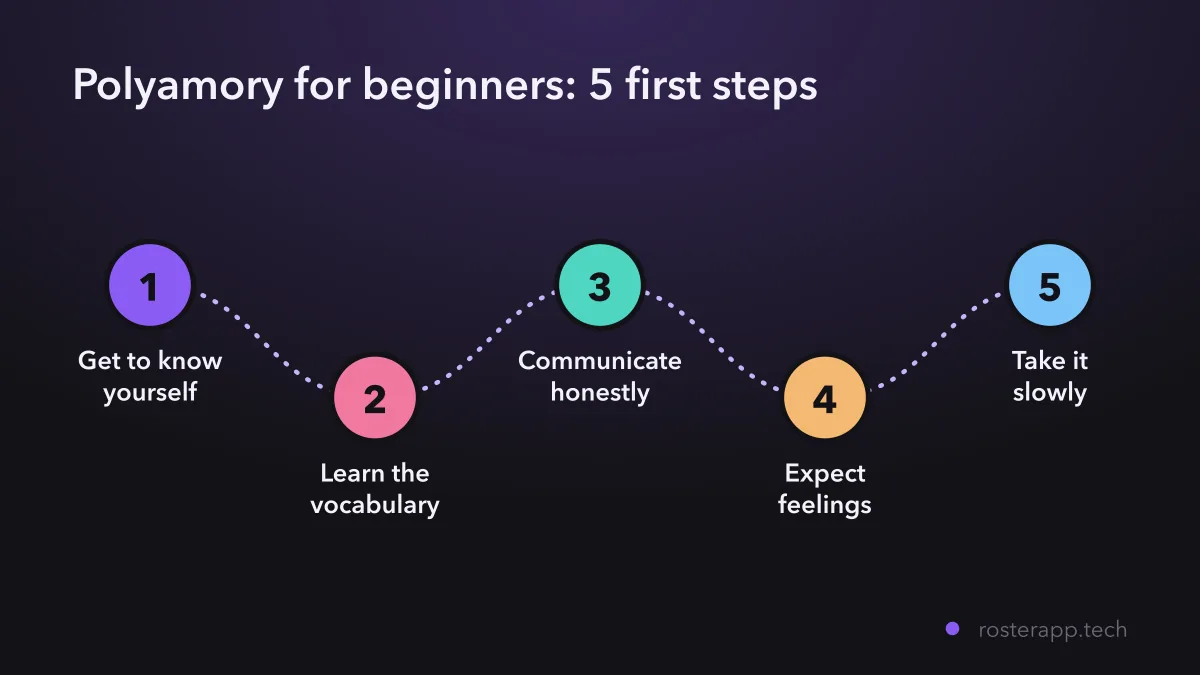 Polyamory for beginners: 5 first steps
1
Get to know
yourself
2
Learn the
vocabulary
3
Communicate
honestly
4
Expect
feelings
5
Take it
slowly
rosterapp.tech